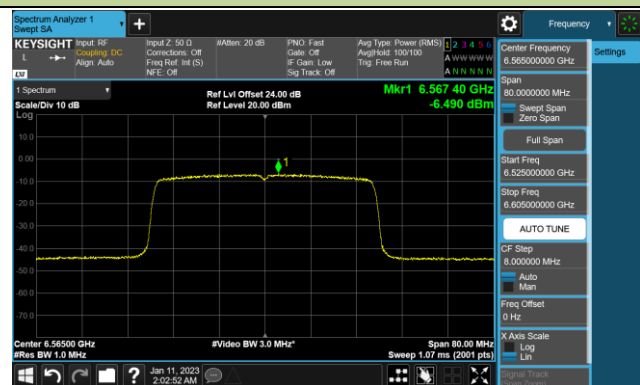 Spectrum Analyzer 1
Swept SA
Frequency
KEYSIGHT
L
LXI
Input: RF
Coupling: DC
Align: Auto
Input Z: 50 Ω
Corrections: Off
Freq Ref: Int (S)
NFE: Off
#Atten: 20 dB
PNO: Fast
Gate: Off
IF Gain: Low
Sig Track: Off
Avg Type: Power (RMS)
Avg|Hold: 100/100
Trig: Free Run
1 2 3 4 5 6
A W W W W W
A N N N N N
1 Spectrum
Scale/Div 10 dB
Log
Ref Lvl Offset 24.00 dB
Ref Level 20.00 dBm
Mkr1 6.567 40 GHz
-6.490 dBm
10.0
0.00
-10.0
-20.0
-30.0
-40.0
-50.0
-60.0
-70.0
1
Center 6.56500 GHz
#Res BW 1.0 MHz
#Video BW 3.0 MHz*
Span 80.00 MHz
Sweep 1.07 ms (2001 pts)
Jan 11, 2023
2:02:52 AM
Center Frequency
6.565000000 GHz
Span
80.0000000 MHz
Swept Span
Zero Span
Full Span
Start Freq
6.525000000 GHz
Stop Freq
6.605000000 GHz
AUTO TUNE
CF Step
8.000000 MHz
Auto
Man
Freq Offset
0 Hz
X Axis Scale
Log
Lin
Signal Track
Settings